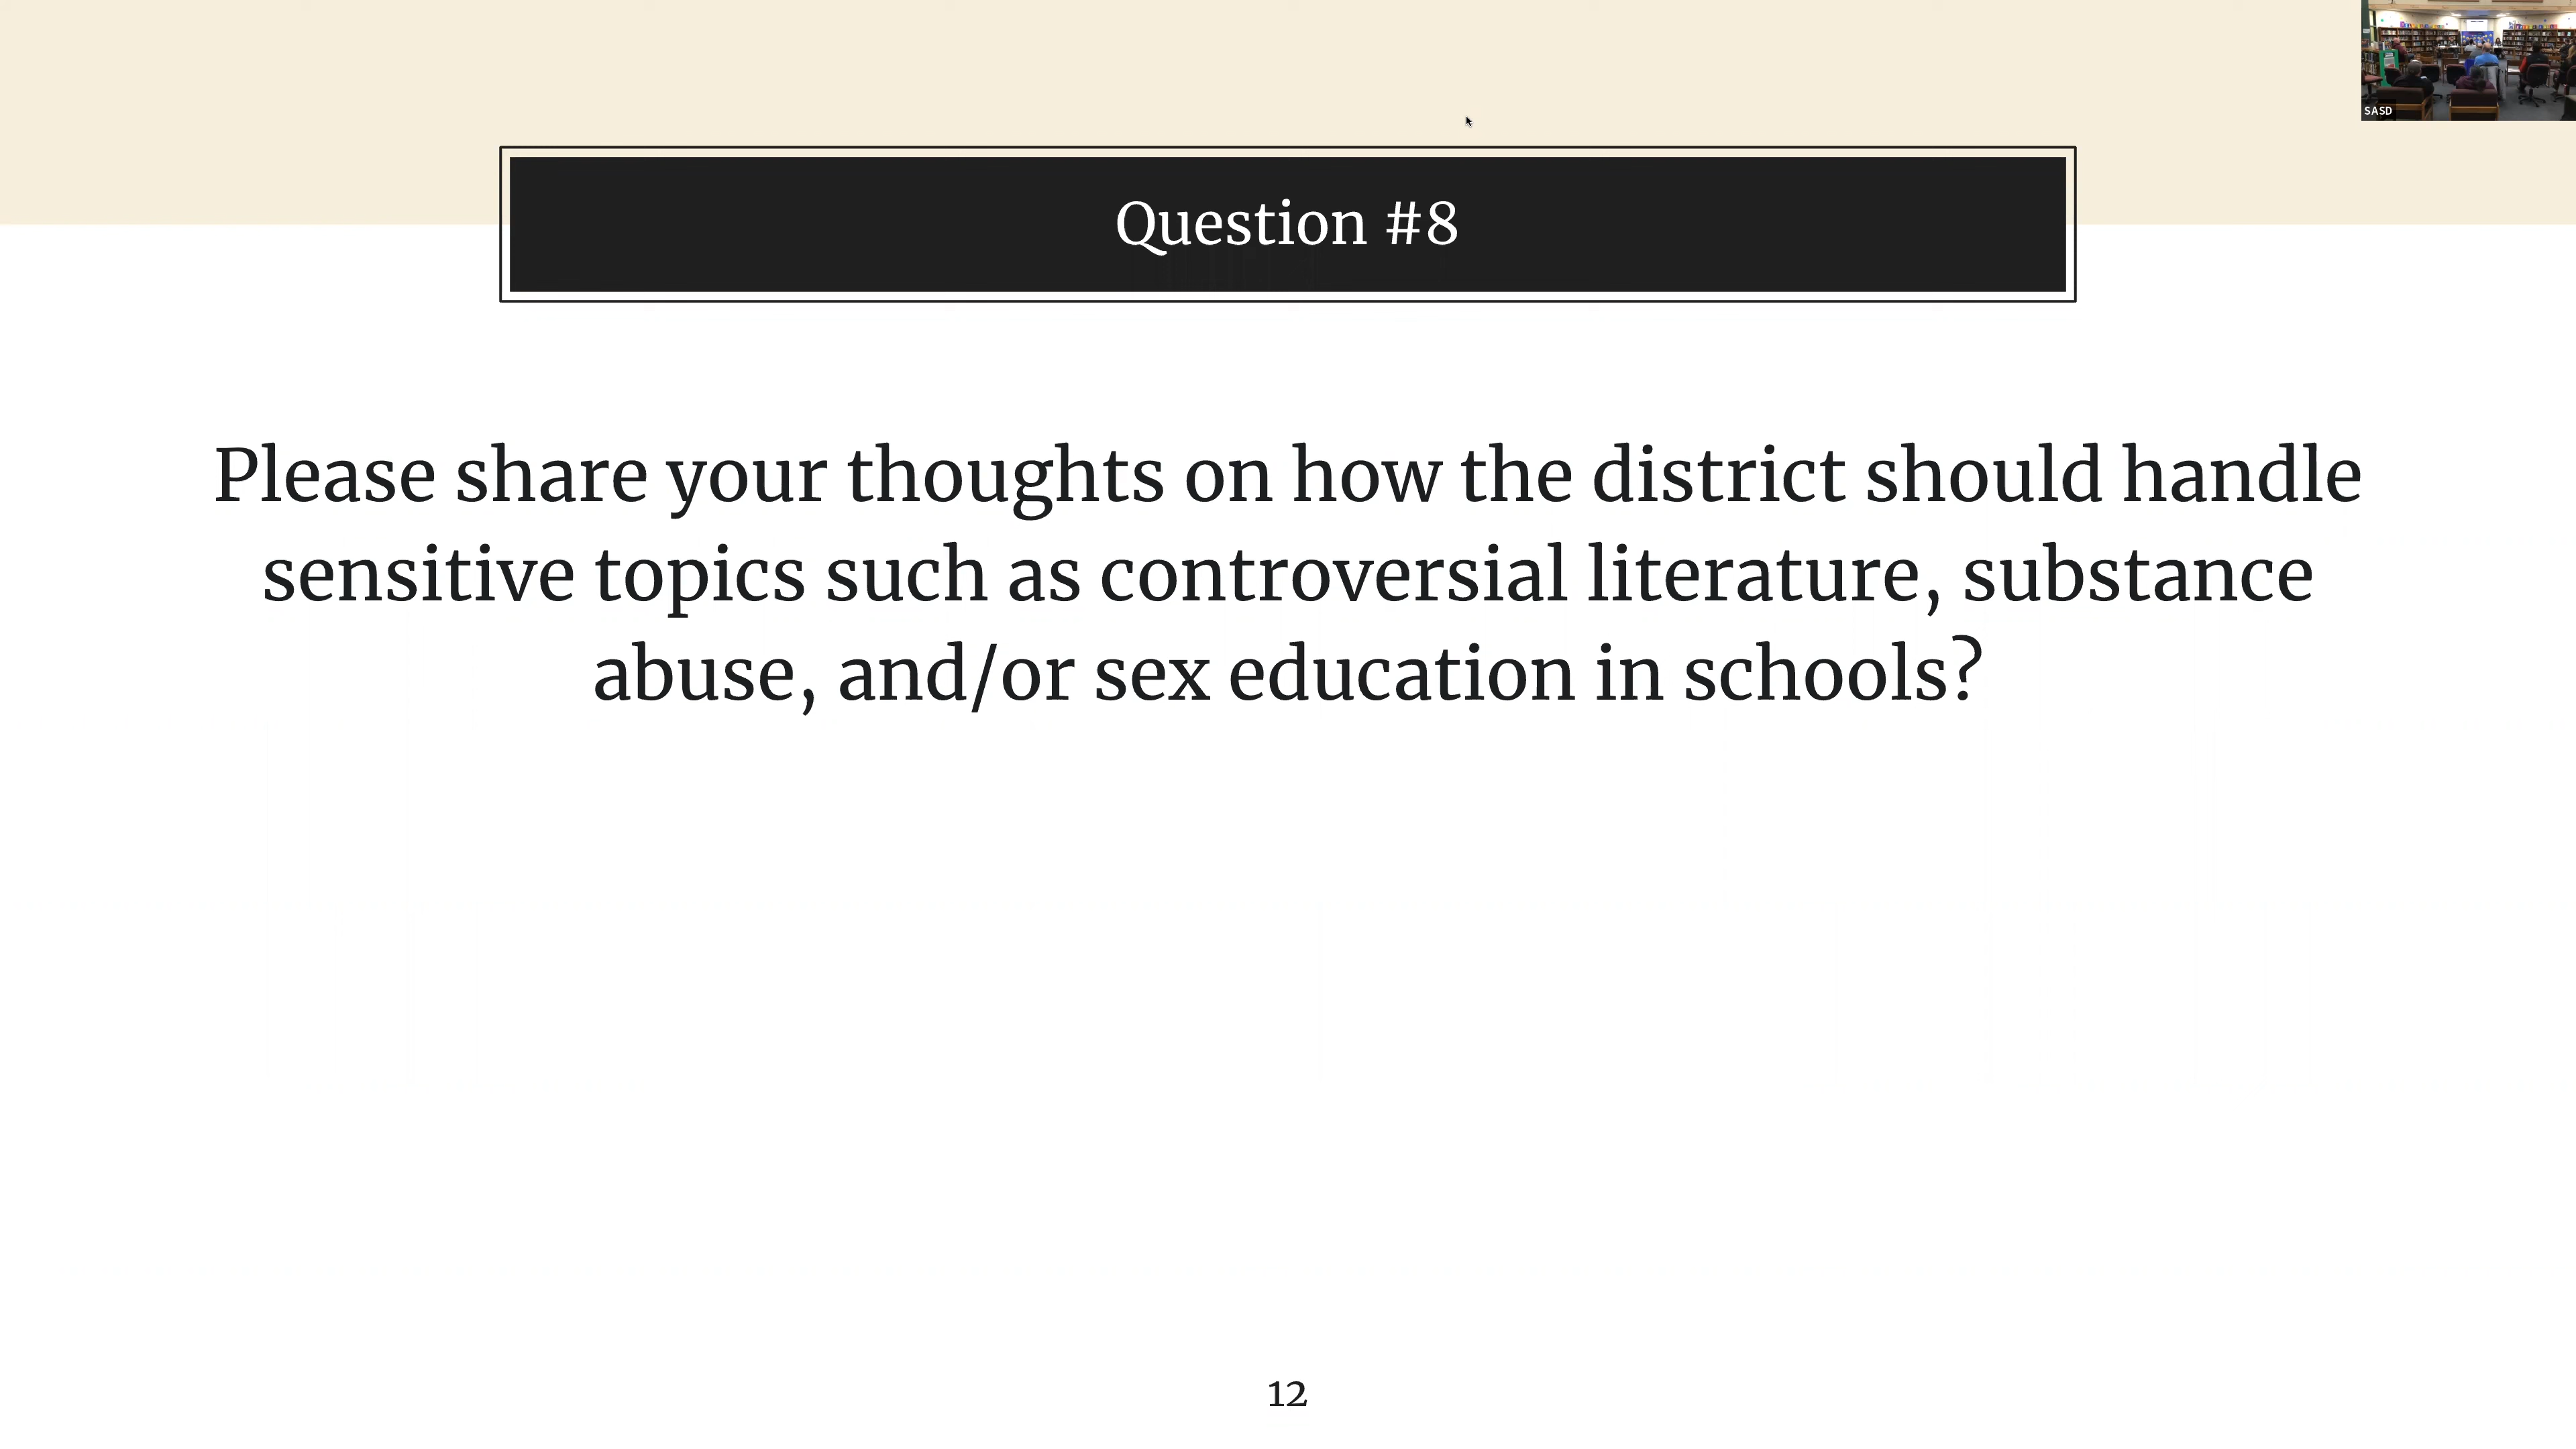 SASD
Question #8
Please share your thoughts on how the district should handle
sensitive topics such as controversial literature, substance
abuse, and/or sex education in schools?
12